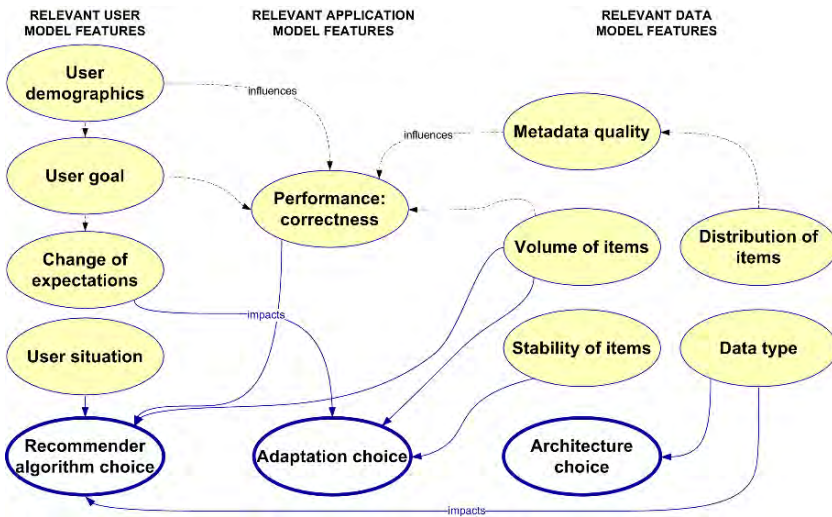 RELEVANT USER
MODEL FEATURES
RELEVANT APPLICATION
MODEL FEATURES
RELEVANT DATA
MODEL FEATURES
User
demographics
influences
influences
Metadata quality
User goal
Performance:
correctness
Change of
expectations
Volume of items
Distribution of
items
impacts
User situation
Stability of items
Data type
Recommender
algorithm choice
Adaptation choice
Architecture
choice
impacts